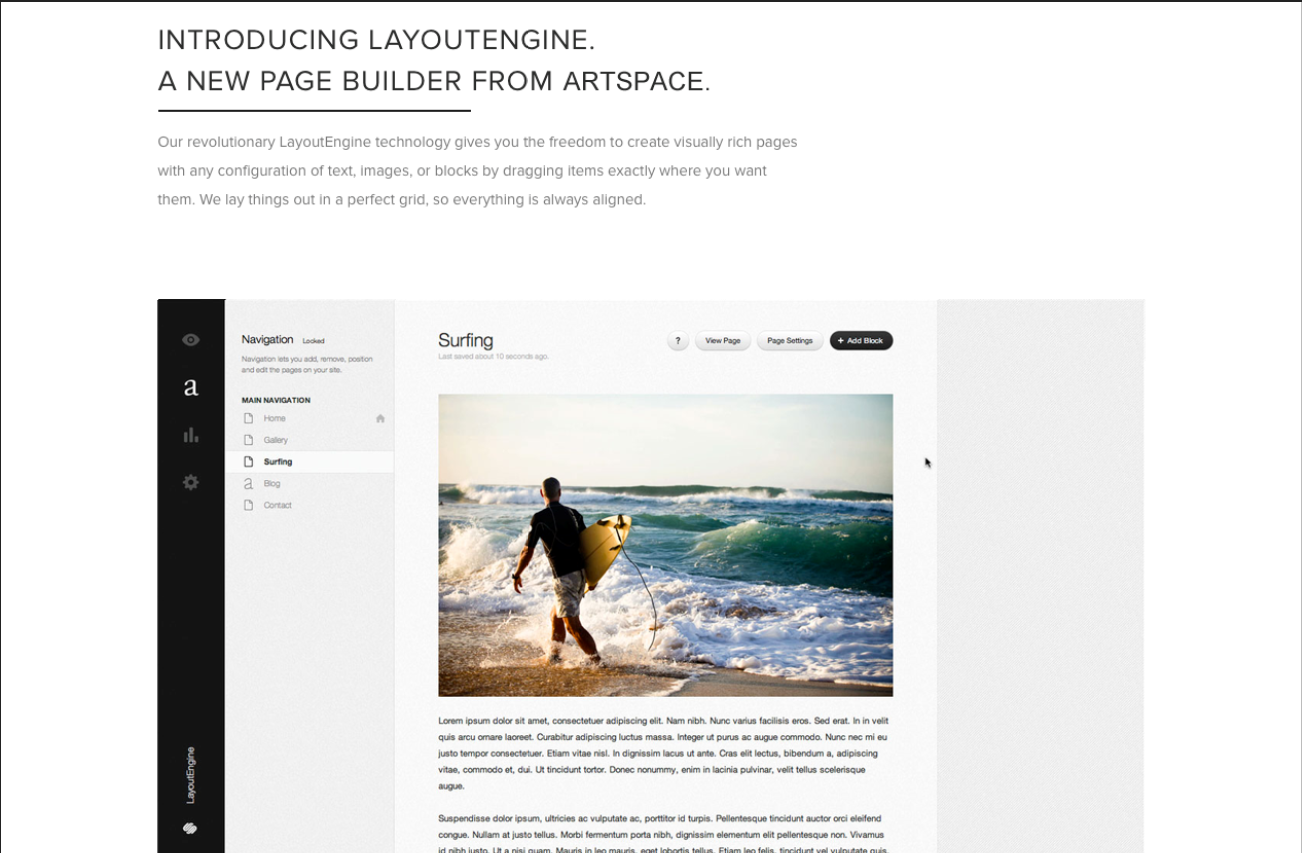 INTRODUCING LAYOUTENGINE.
A NEW PAGE BUILDER FROM ARTSPACE.
Our revolutionary LayoutEngine technology gives you the freedom to create visually rich pages
with any configuration of text, images, or blocks by dragging items exactly where you want
them. We lay things out in a perfect grid, so everything is always aligned.
a
LayoutEngine
Navigation Locked
Navigation lets you add, remove, position
and edit the pages on your site.
MAIN NAVIGATION
Home
Gallery
Surfing
a Blog
Contact
Surfing
Last saved about 10 seconds ago.
? View Page Page Settings + Add Block
Lorem ipsum dolor sit amet, consectetuer adipiscing elit. Nam nibh. Nunc varius facilisis eros. Sed erat. In in velit
quis arcu ornare laoreet. Curabitur adipiscing luctus massa. Integer ut purus ac augue commodo. Nunc nec mi eu
justo tempor consectetuer. Etiam vitae nisl. In dignissim lacus ut ante. Cras elit lectus, bibendum a, adipiscing
vitae, commodo et, dui. Ut tincidunt tortor. Donec nonummy, enim in lacinia pulvinar, velit tellus scelerisque
augue.
Suspendisse dolor ipsum, ultricies ac vulputate ac, porttitor id turpis. Pellentesque tincidunt auctor orci eleifend
congue. Nullam at justo tellus. Morbi fermentum porta nibh, dignissim elementum elit pellentesque non. Vivamus
id nibh justo. Ut a nisi quam. Mauris in leo mauris, eget lobortis tellus. Etiam leo felis, tincidunt vel vulputate quis,